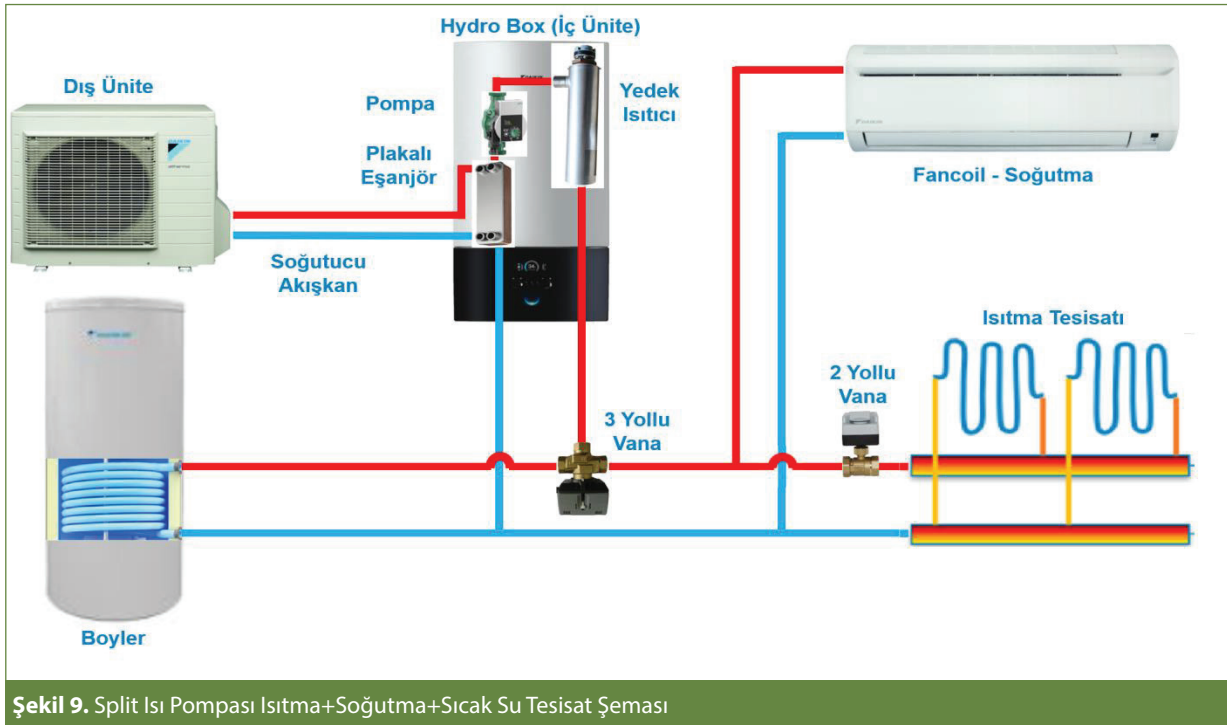 Hydro Box (İç Ünite)
Dış Ünite
Pompa
Yedek
Isıtıcı
Plakalı
Eşanjör
Fancoil - Soğutma
Soğutucu
Akışkan
Isıtma Tesisatı
2 Yollu
Vana
3 Yollu
Vana
Boyler
Şekil 9. Split Isı Pompası Isıtma+Soğutma+Sıcak Su Tesisat Şeması